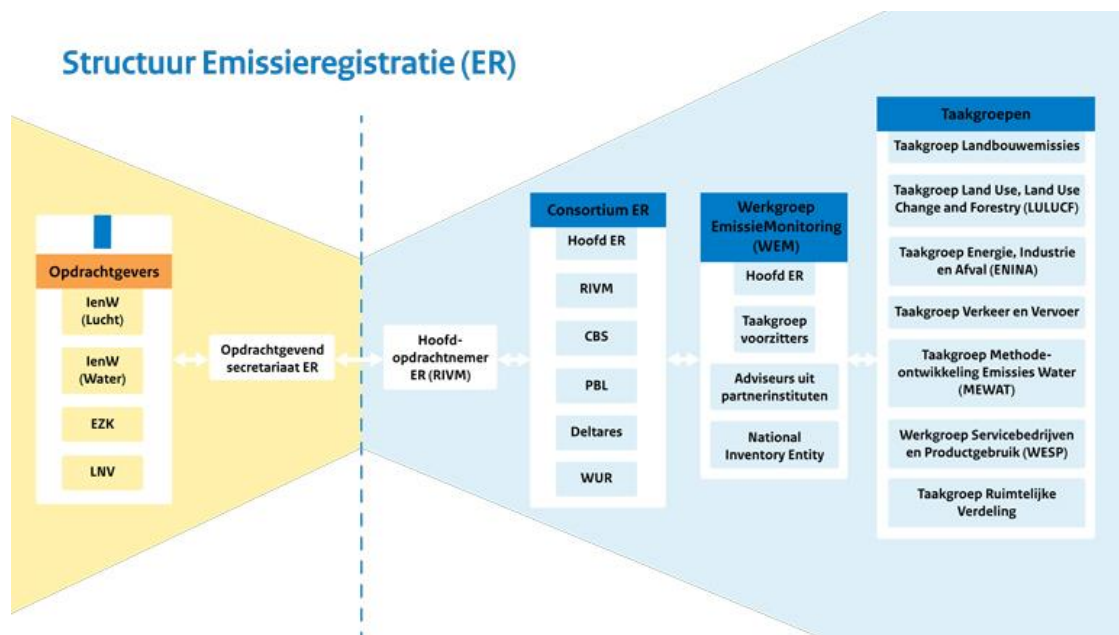 Structuur Emissieregistratie (ER)
Opdrachtgevers
IenW
(Lucht)
IenW
(Water)
EZK
LNV
Opdrachtgevend
secretariaat ER
Hoofd-
opdrachtnemer
ER (RIVM)
Consortium ER
Hoofd ER
RIVM
CBS
PBL
Deltares
WUR
Werkgroep
EmissieMonitoring
(WEM)
Hoofd ER
Taakgroep
voorzitters
Adviseurs uit
partnerinstituten
National
Inventory Entity
Taakgroepen
Taakgroep Landbouwemissies
Taakgroep Land Use, Land Use
Change and Forestry (LULUCF)
Taakgroep Energie, Industrie
en Afval (ENINA)
Taakgroep Verkeer en Vervoer
Taakgroep Methode-
ontwikkeling Emissies Water
(MEWAT)
Werkgroep Servicebedrijven
en Productgebruik (WESP)
Taakgroep Ruimtelijke
Verdeling